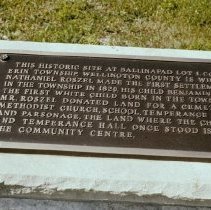 THIS HISTORIC SITE AT BALLINAFAD LOT 1, CO
ERIN TOWNSHIP, WELLINGTON COUNTY IS WH
NATHANIEL ROSZEL MADE THE FIRST SETTLEM
IN THE TOWNSHIP IN 1825. HIS CHILD BENJAMIN
THE FIRST WHITE CHILD BORN IN THE TOWN
MR. ROSZEL DONATED LAND FOR A CEME
METHODIST CHURCH, SCHOOL, TEMPERANCE
AND PARSONAGE, THE LAND WHERE THE CH
AND TEMPERANCE HALL ONCE STOOD IS
THE COMMUNITY CENTRE.